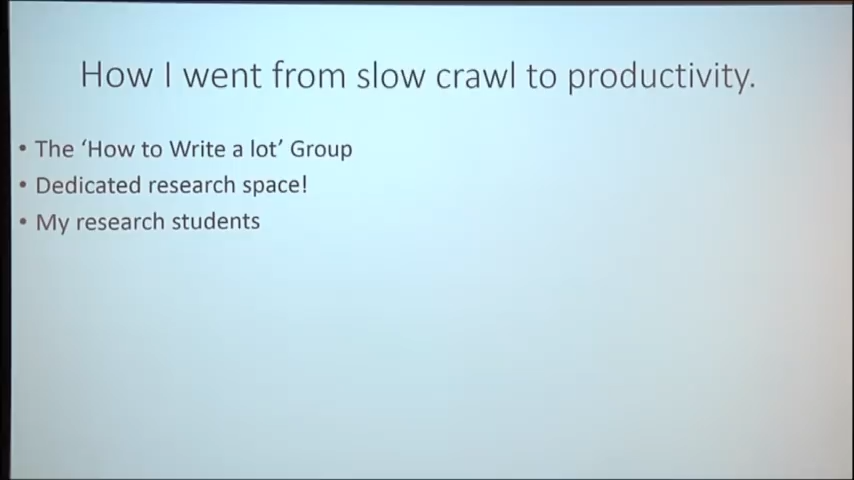 How I went from slow crawl to productivity.
• The ‘How to Write a lot’ Group
• Dedicated research space!
• My research students